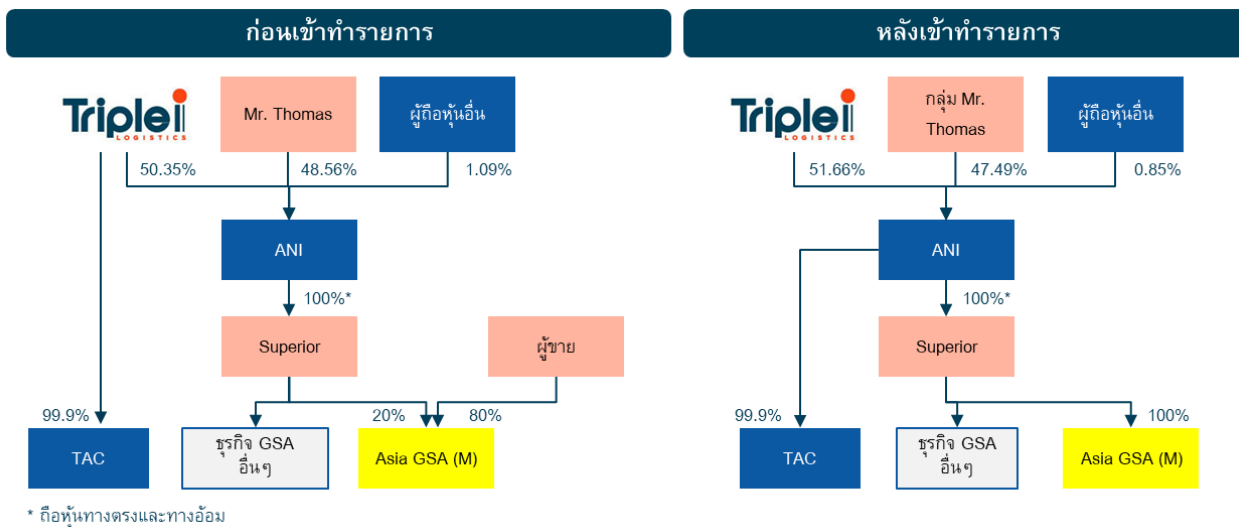 ก่อนเข้าทำรายการ
Triplei
LOGISTICS
Mr. Thomas
ผู้ถือหุ้นอื่น
50.35%
48.56%
1.09%
ANI
100%*
Superior
ผู้ขาย
99.9%
20%
80%
TAC
ธุรกิจ GSA
อื่นๆ
Asia GSA (M)
* ถือหุ้นทางตรงและทางอ้อม
หลังเข้าทำรายการ
Triplei
LOGISTICS
กลุ่ม Mr.
Thomas
ผู้ถือหุ้นอื่น
51.66%
47.49%
0.85%
ANI
100%*
Superior
99.9%
100%
TAC
ธุรกิจ GSA
อื่นๆ
Asia GSA (M)